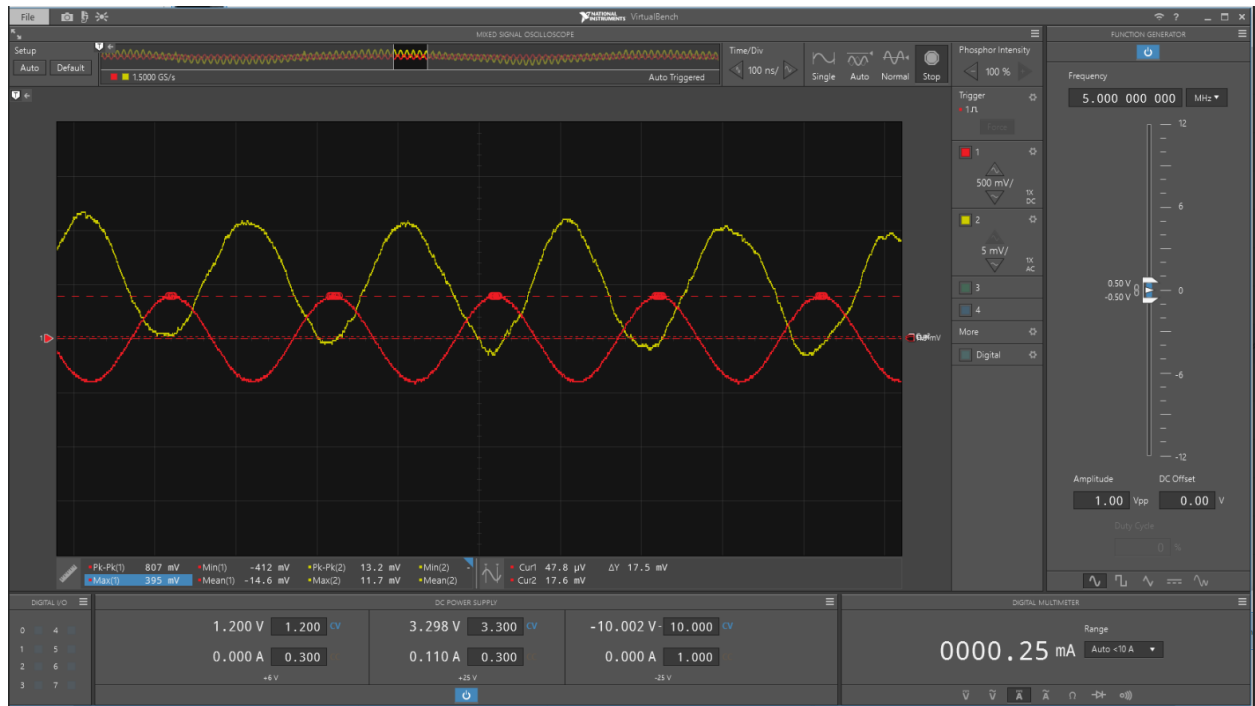 File
NATIONAL INSTRUMENTS VirtualBench
?
MIXED SIGNAL OSCILLOSCOPE
Setup
Auto Default
T
1.5000 GS/s
Auto Triggered
Time/Div
100 ns/
Single Auto Normal Stop
Phosphor Intensity
100 %
T
Trigger
1
Force
1
500 mV/
1X
DC
2
5 mV/
1X
AC
3
4
More
Digital
1
Pk-Pk(1) 807 mV Min(1) -412 mV Pk-Pk(2) 13.2 mV Min(2)
Max(1) 395 mV Mean(1) -14.6 mV Max(2) 11.7 mV Mean(2)
Cur1 47.8 µV ΔY 17.5 mV
Cur2 17.6 mV
FUNCTION GENERATOR
Frequency
5.000 000 000 MHz
12
6
0.50 V
-0.50 V
0
-6
-12
Amplitude DC Offset
1.00 Vpp 0.00 V
Duty Cycle
0 %
DIGITAL I/O
0 4
1 5
2 6
3 7
DC POWER SUPPLY
1.200 V 1.200 CV
0.000 A 0.300
+6 V
3.298 V 3.300 CV
0.110 A 0.300
+25 V
-10.002 V - 10.000 CV
0.000 A 1.000
-25 V
DIGITAL MULTIMETER
0000.25 mA
Range
Auto <10 A
V V A A Ω